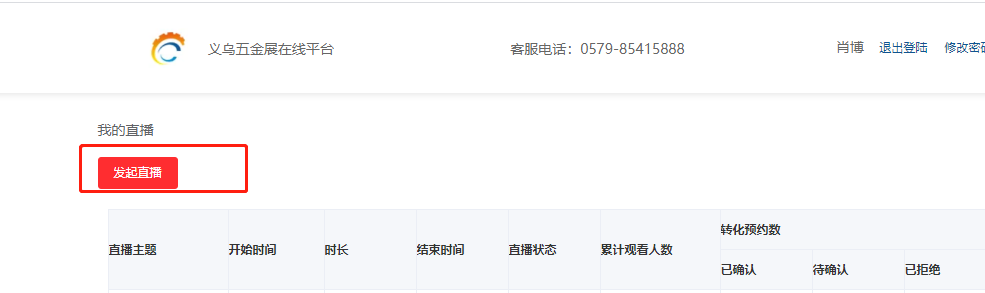 义乌五金展在线平台 客服电话：0579-85415888 肖博 退出登陆 修改密
我的直播
发起直播
直播主题 开始时间 时长 结束时间 直播状态 累计观看人数 转化预约数
已确认 待确认 已拒绝